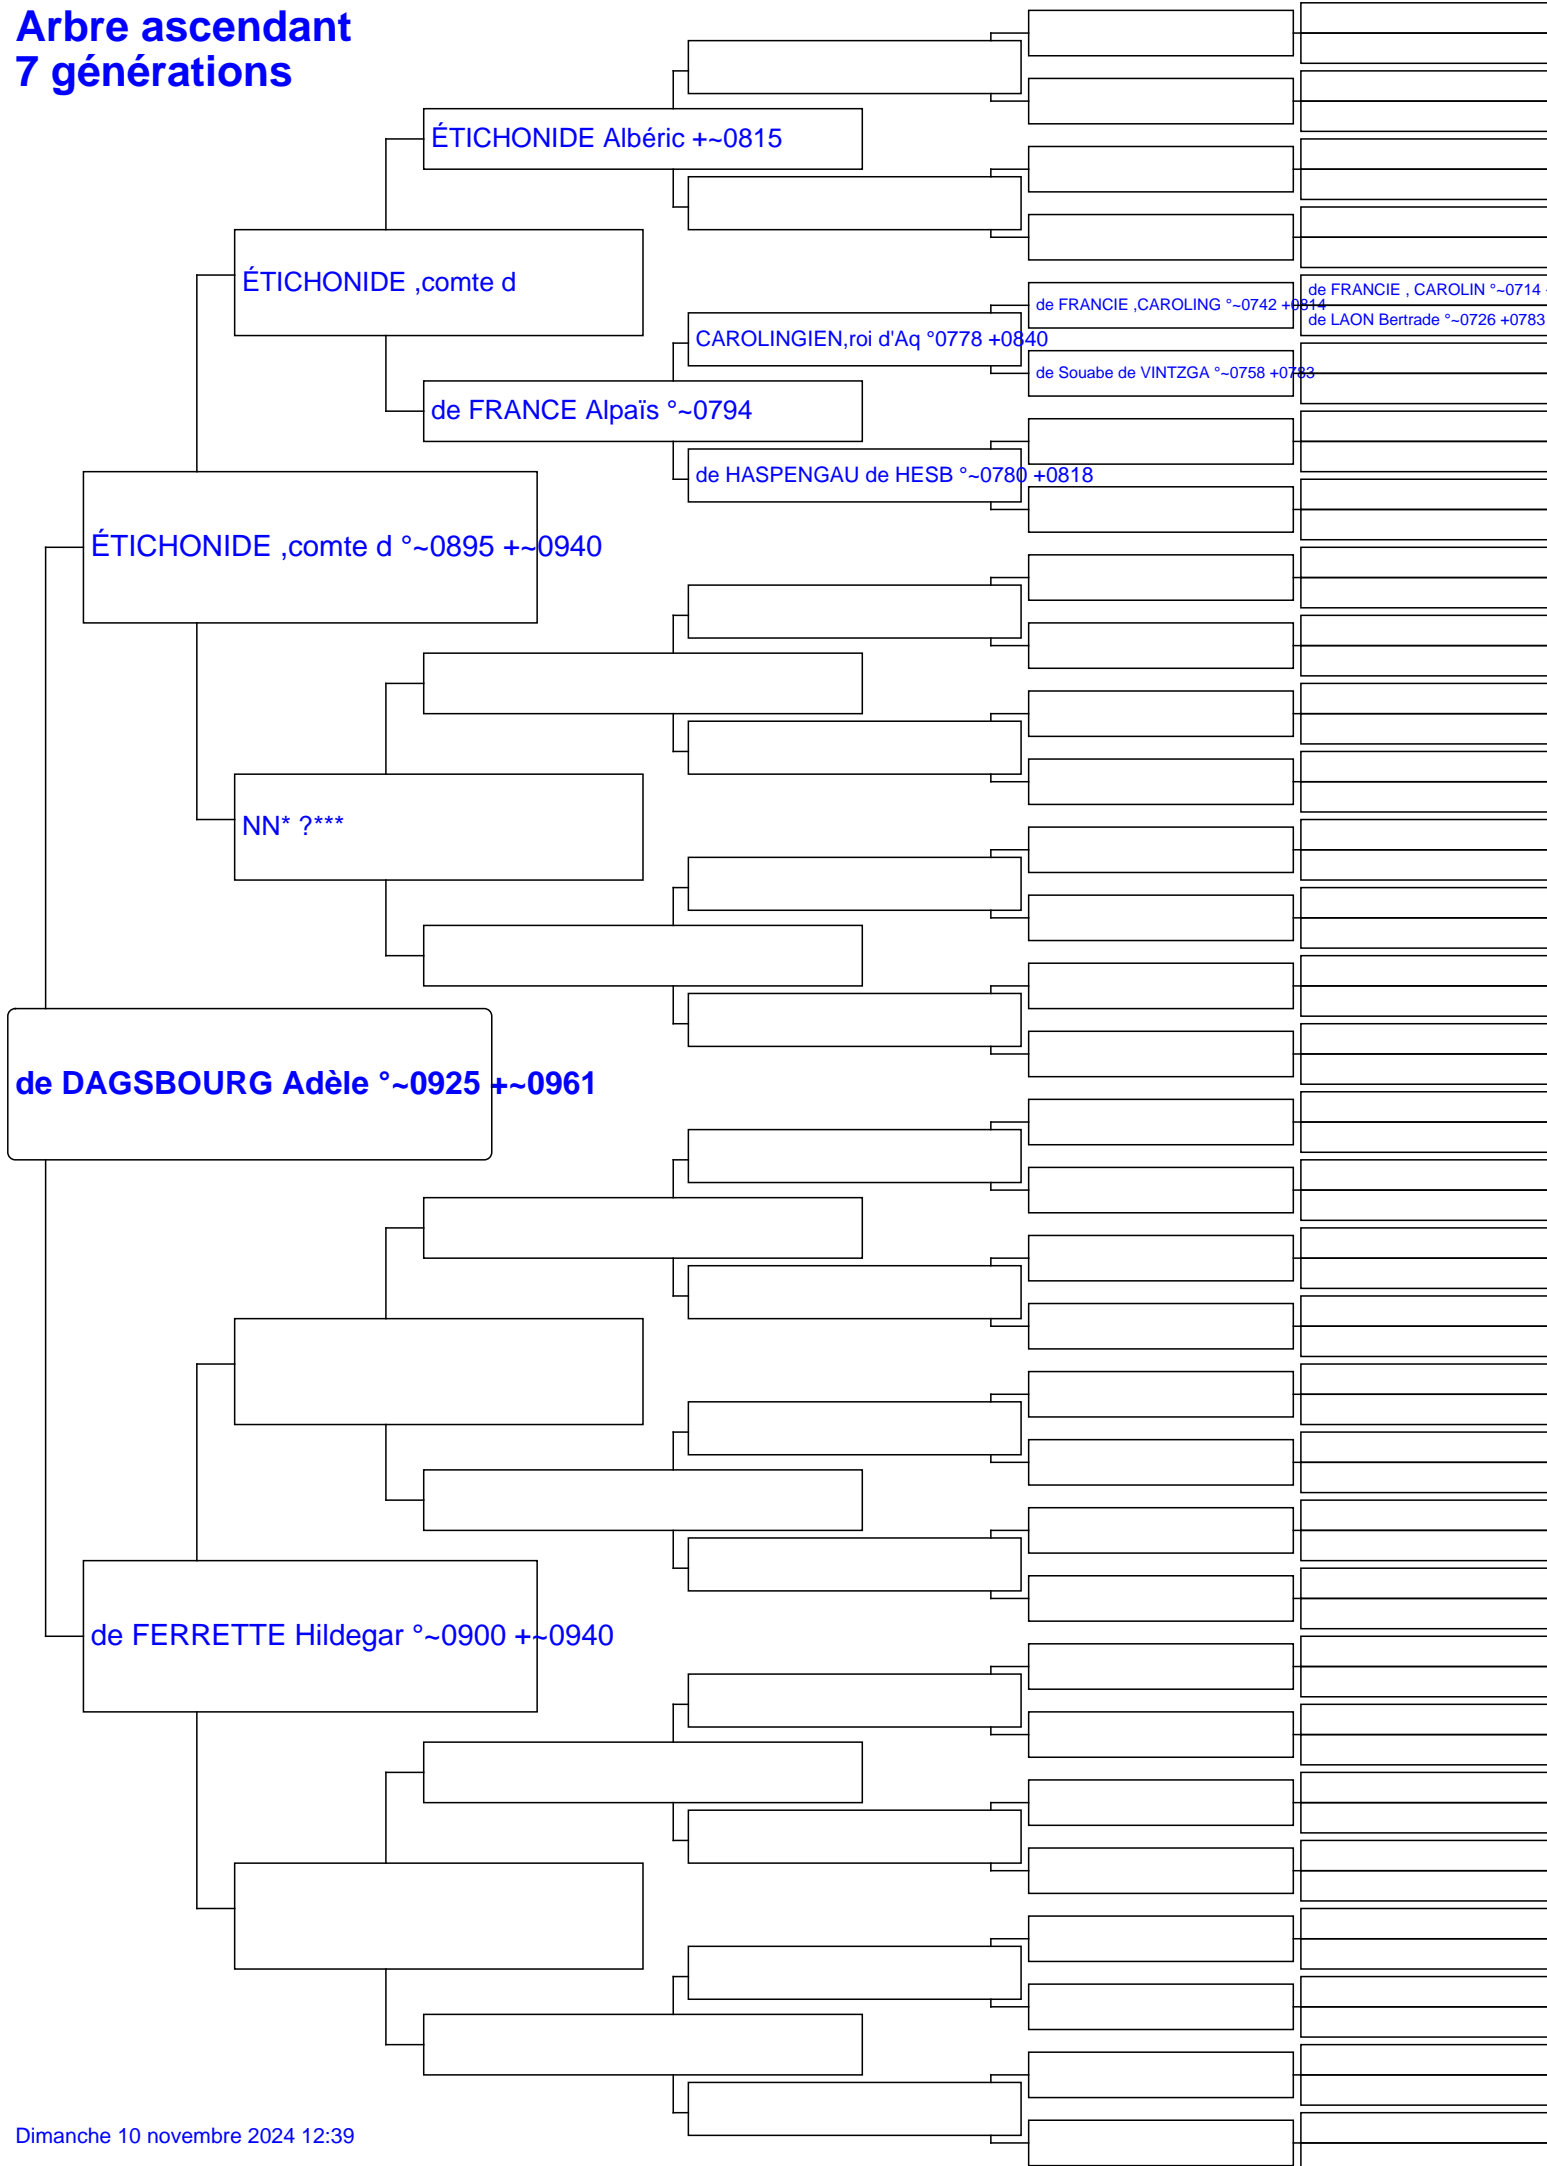 Arbre ascendant
7 générations
ÉTICHONIDE Albéric +~0815
ÉTICHONIDE ,comte d
de FRANCIE , CAROLIN °~0714
de FRANCIE ,CAROLING °~0742 +0814
de LAON Bertrade °~0726 +0783
CAROLINGIEN,roi d'Aq °0778 +0840
de Souabe de VINTZGA °~0758 +0783
de FRANCE Alpaïs °~0794
de HASPENGAU de HESB °~0780 +0818
ÉTICHONIDE ,comte d °~0895 +~0940
NN* ?***
de DAGSBOURG Adèle °~0925 +~0961
de FERRETTE Hildegar °~0900 +~0940
Dimanche 10 novembre 2024 12:39